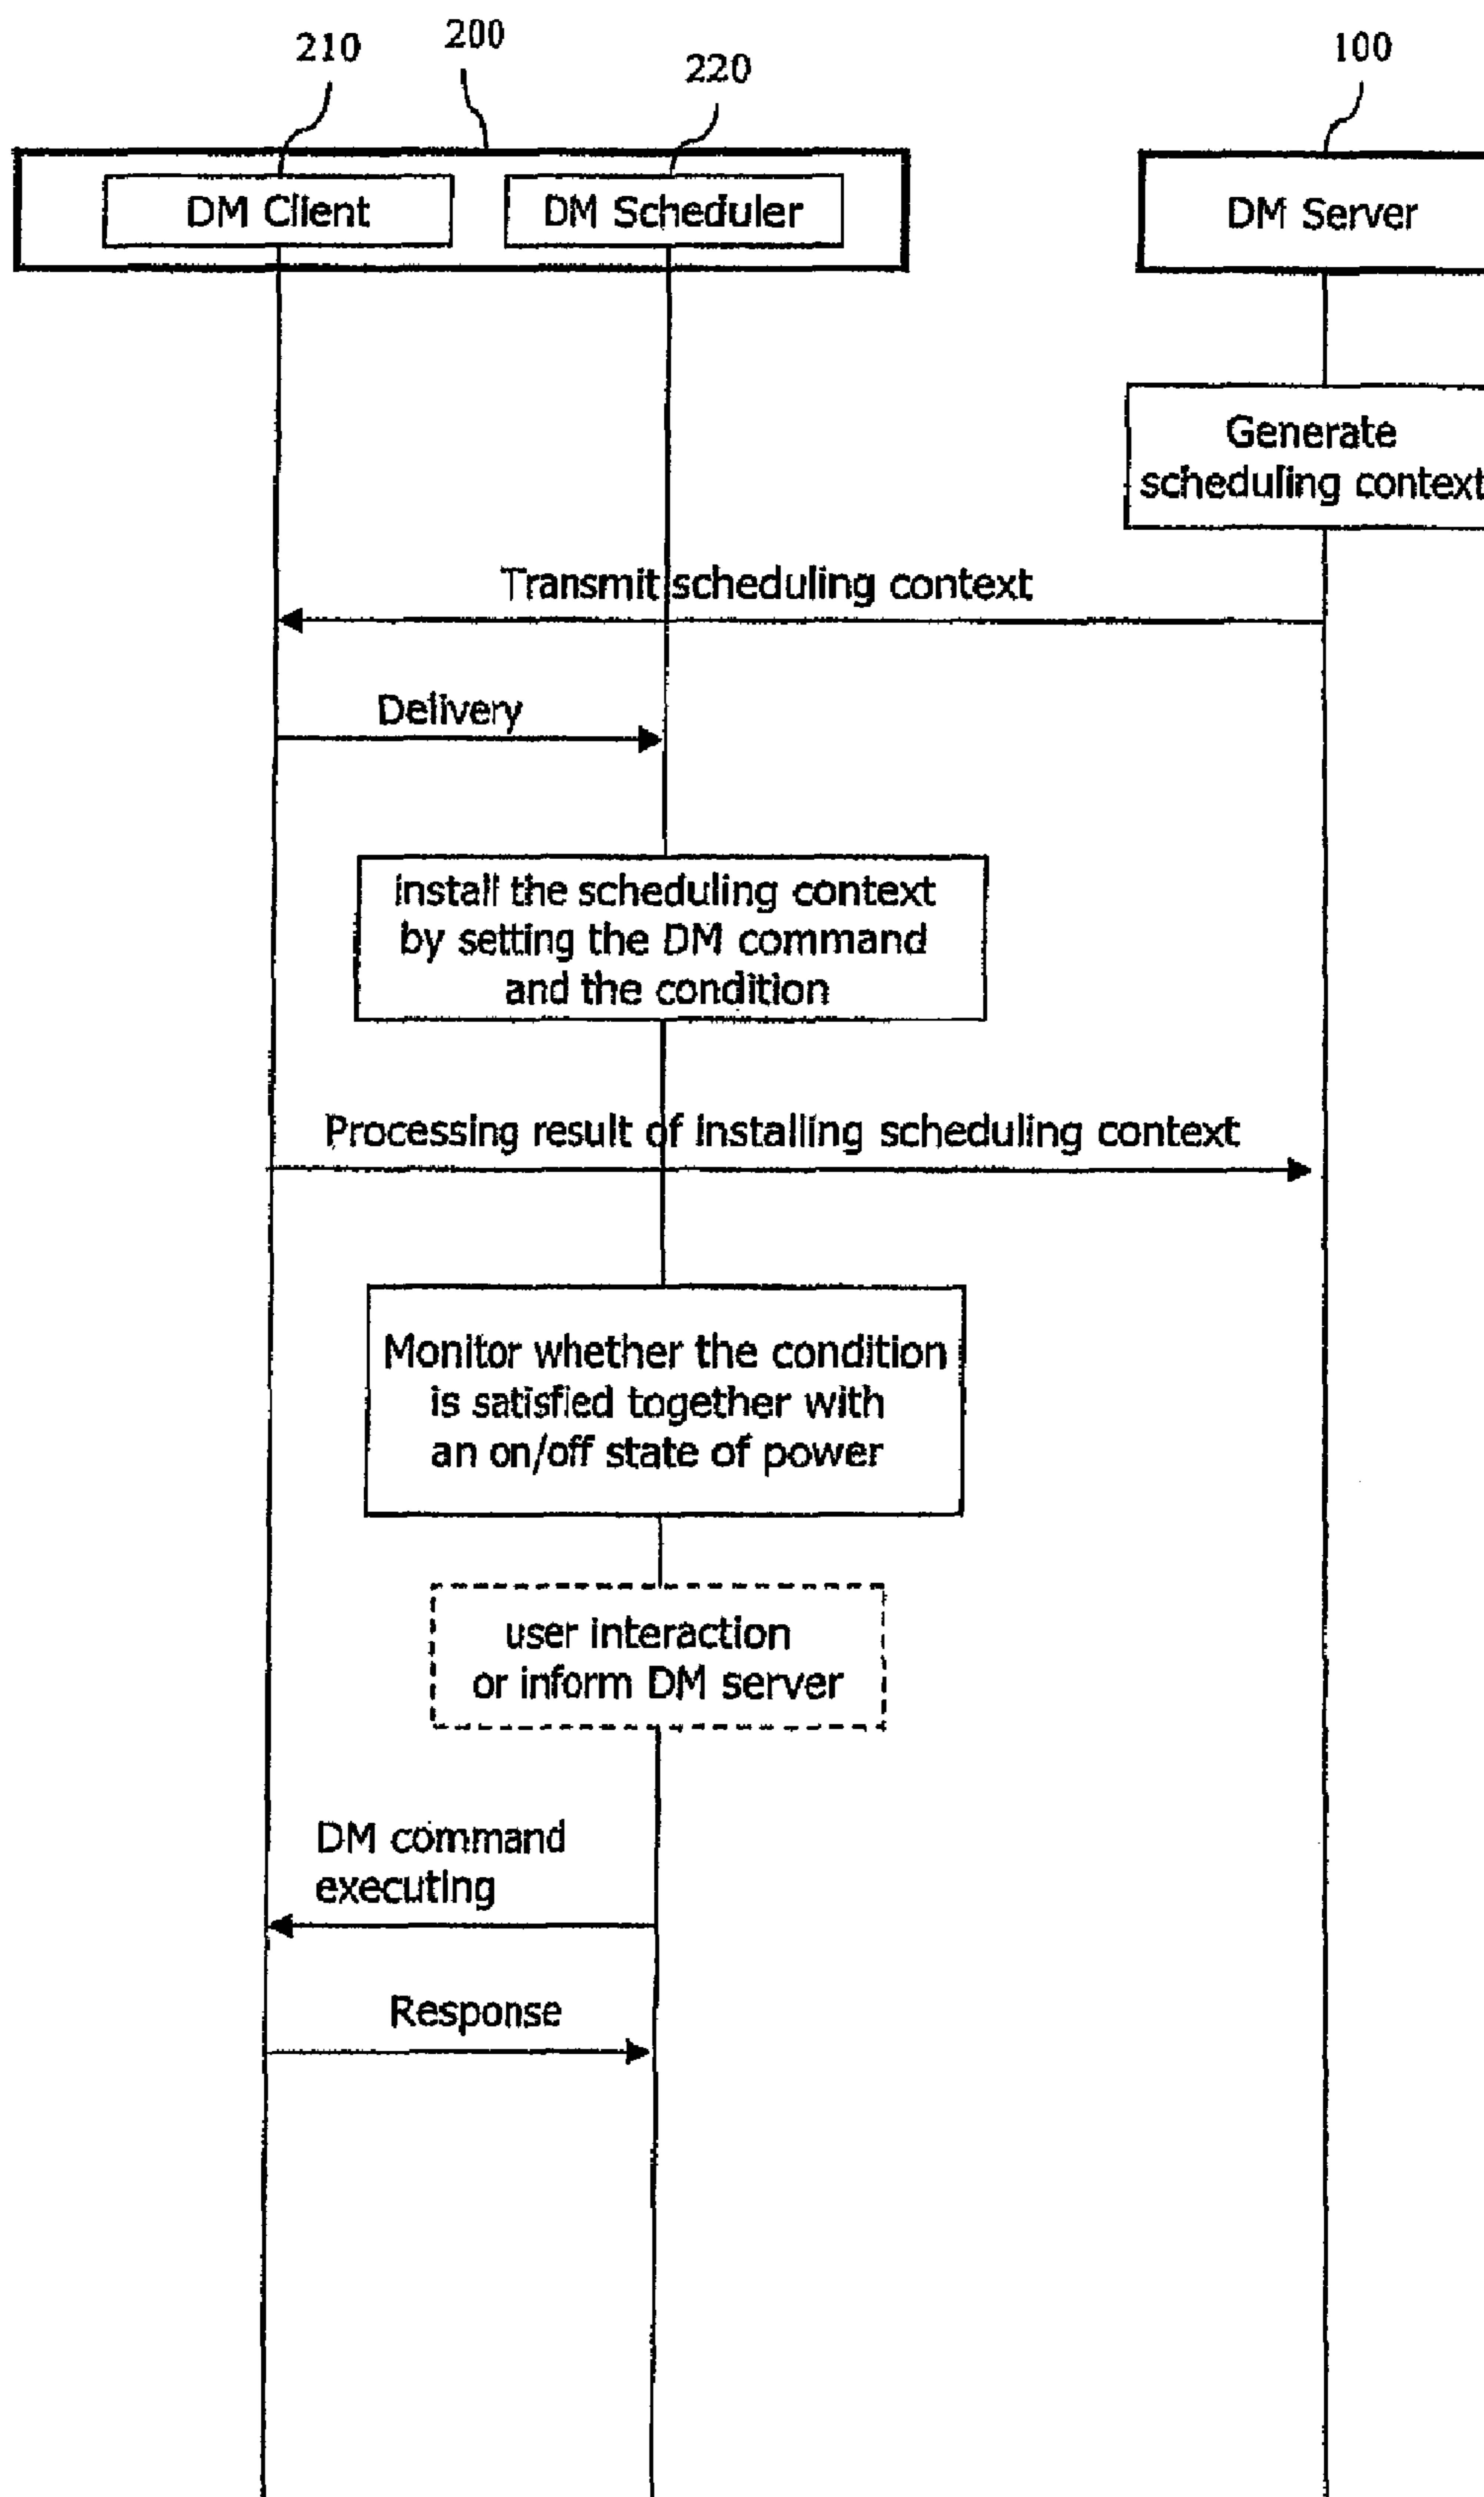 210
200
220
100
DM Client
DM Scheduler
DM Server
Generate
scheduling context
Transmit scheduling context
Delivery
install the scheduling context
by setting the DM command
and the condition
Processing result of installing scheduling context
Monitor whether the condition
is satisfied together with
an on/off state of power
user interaction
or inform DM server
DM command
executing
Response